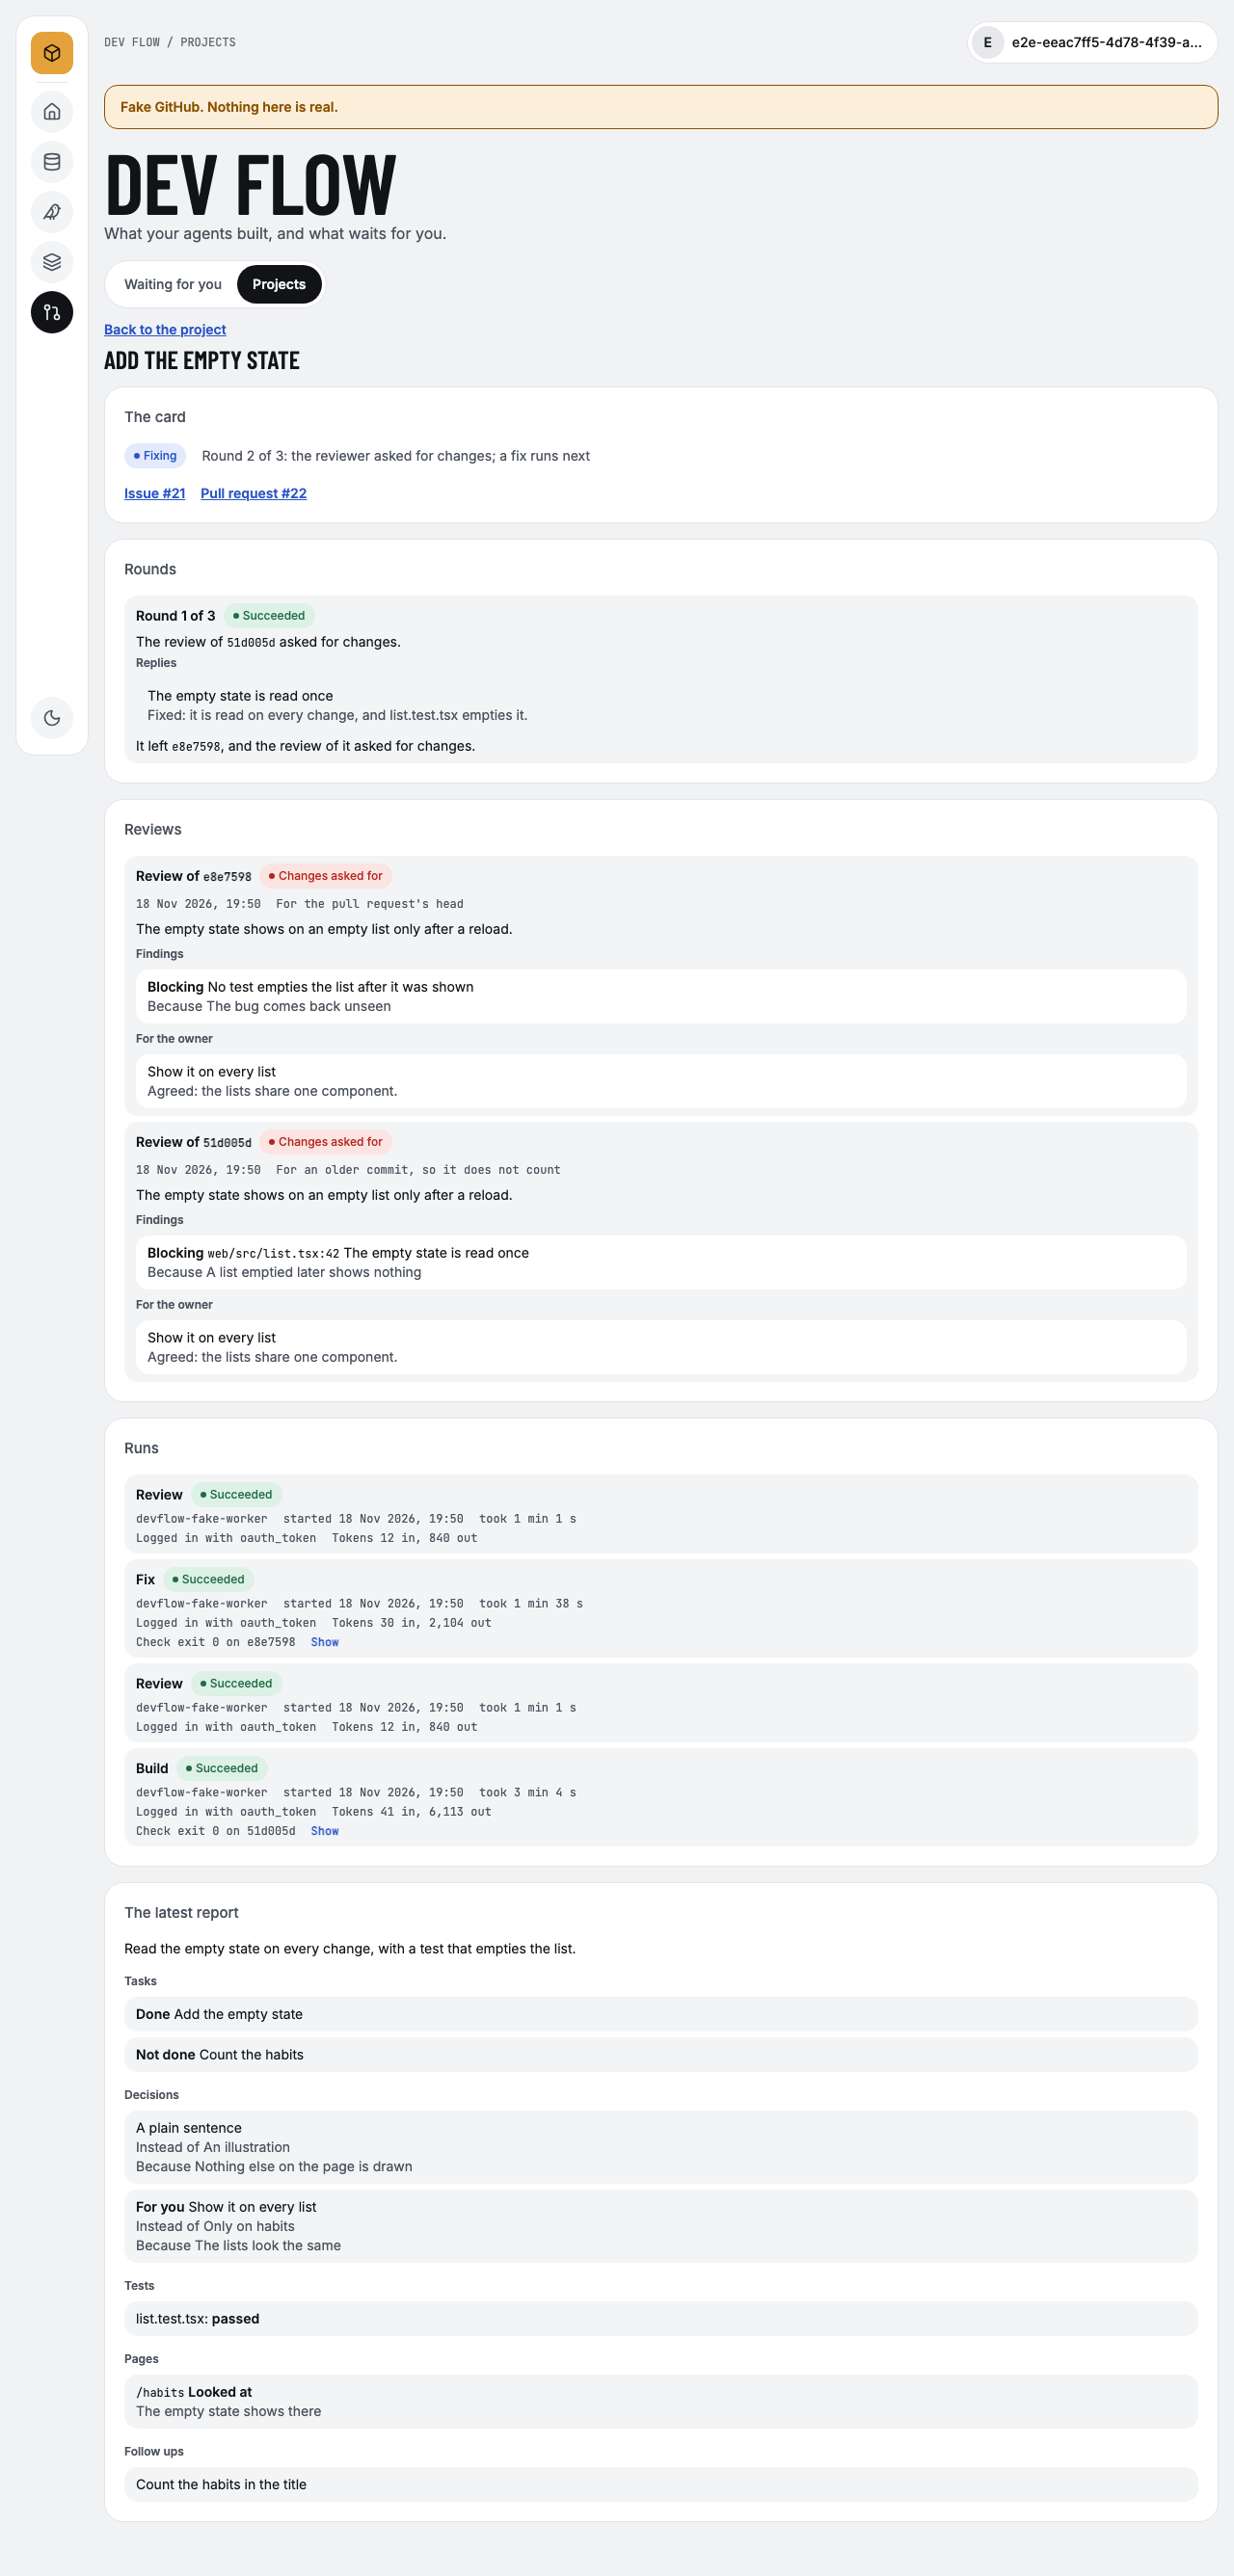 DEV FLOW / PROJECTS
E
e2e-eeac7ff5-4d78-4f39-a...
Fake GitHub. Nothing here is real.
DEV FLOW
What your agents built, and what waits for you.
Waiting for you
Projects
Back to the project
ADD THE EMPTY STATE
The card
Fixing
Round 2 of 3: the reviewer asked for changes; a fix runs next
Issue #21
Pull request #22
Rounds
Round 1 of 3
Succeeded
The review of 51d005d asked for changes.
Replies
The empty state is read once
Fixed: it is read on every change, and list.test.tsx empties it.
It left e8e7598, and the review of it asked for changes.
Reviews
Review of e8e7598
Changes asked for
18 Nov 2026, 19:50 For the pull request's head
The empty state shows on an empty list only after a reload.
Findings
Blocking No test empties the list after it was shown
Because The bug comes back unseen
For the owner
Show it on every list
Agreed: the lists share one component.
Review of 51d005d
Changes asked for
18 Nov 2026, 19:50 For an older commit, so it does not count
The empty state shows on an empty list only after a reload.
Findings
Blocking web/src/list.tsx:42 The empty state is read once
Because A list emptied later shows nothing
For the owner
Show it on every list
Agreed: the lists share one component.
Runs
Review
Succeeded
devflow-fake-worker started 18 Nov 2026, 19:50 took 1 min 1 s
Logged in with oauth_token Tokens 12 in, 840 out
Fix
Succeeded
devflow-fake-worker started 18 Nov 2026, 19:50 took 1 min 38 s
Logged in with oauth_token Tokens 30 in, 2,104 out
Check exit 0 on e8e7598 Show
Review
Succeeded
devflow-fake-worker started 18 Nov 2026, 19:50 took 1 min 1 s
Logged in with oauth_token Tokens 12 in, 840 out
Build
Succeeded
devflow-fake-worker started 18 Nov 2026, 19:50 took 3 min 4 s
Logged in with oauth_token Tokens 41 in, 6,113 out
Check exit 0 on 51d005d Show
The latest report
Read the empty state on every change, with a test that empties the list.
Tasks
Done Add the empty state
Not done Count the habits
Decisions
A plain sentence
Instead of An illustration
Because Nothing else on the page is drawn
For you Show it on every list
Instead of Only on habits
Because The lists look the same
Tests
list.test.tsx: passed
Pages
/habits Looked at
The empty state shows there
Follow ups
Count the habits in the title